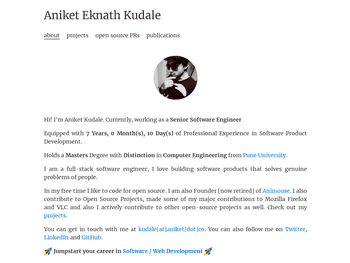 Aniket Eknath Kudale
about projects open source PRs publications
Hi! I'm Aniket Kudale. Currently, working as a Senior Software Engineer
Equipped with 7 Years, 0 Month(s), 10 Day(s) of Professional Experience in Software Product
Development.
Holds a Masters Degree with Distinction in Computer Engineering from Pune University.
I am a full-stack software engineer, I love building software products that solves genuine
problems of people.
In my free time I like to code for open source. I am also Founder [now retired] of Animouse. I also
contribute to Open Source Projects, made some of my major contributions to Mozilla Firefox
and VLC and also I actively contribute to other open-source projects as well. Check out my
projects.
You can get in touch with me at kudale[at]aniket[dot]co. You can also follow me on Twitter,
LinkedIn and GitHub.
🚀 Jumpstart your career in Software / Web Development 🚀